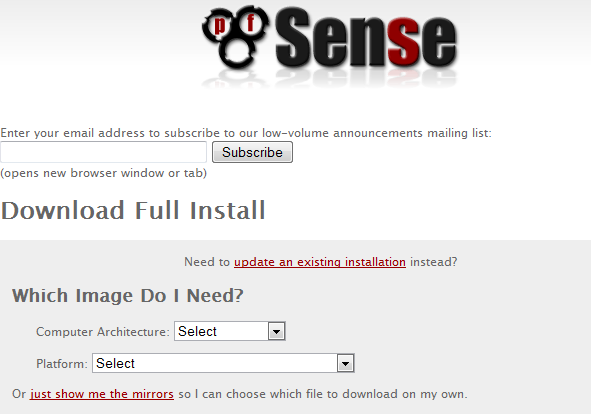 pf Sense
Enter your email address to subscribe to our low-volume announcements mailing list:
Subscribe
(opens new browser window or tab)
Download Full Install
Need to update an existing installation instead?
Which Image Do I Need?
Computer Architecture: Select
Platform: Select
Or just show me the mirrors so I can choose which file to download on my own.